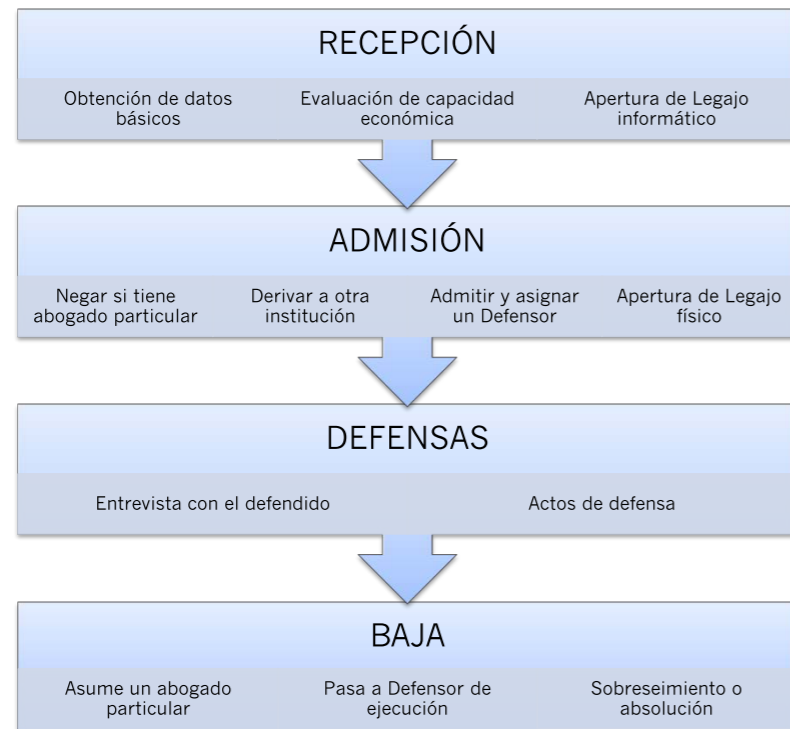 RECEPCIÓN
Obtención de datos
básicos
Evaluación de capacidad
económica
Apertura de Legajo
informático
ADMISIÓN
Negar si tiene
abogado particular
Derivar a otra
institución
Admitir y asignar
un Defensor
Apertura de Legajo
físico
DEFENSAS
Entrevista con el defendido
Actos de defensa
BAJA
Asume un abogado
particular
Pasa a Defensor de
ejecución
Sobreseimiento o
absolución